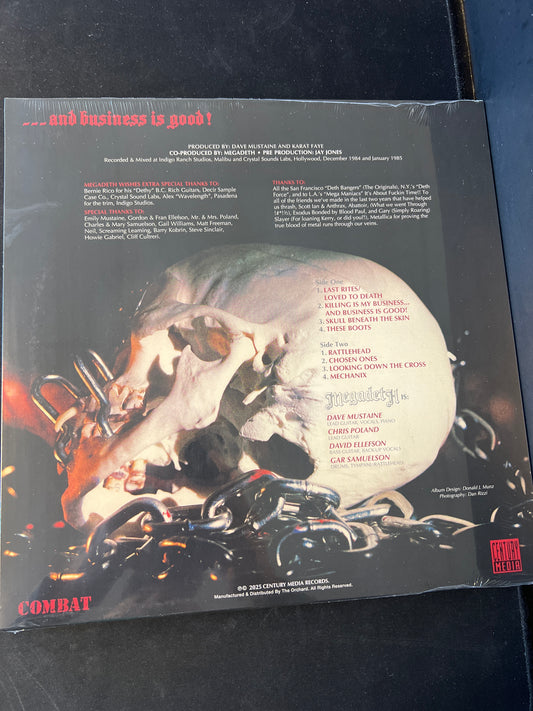 ...and business is good!
PRODUCED BY: DAVE MUSTAINE AND KARAT FAYE
CO-PRODUCED BY: MEGADETH • PRE PRODUCTION: JAY JONES
Recorded & Mixed at Indigo Ranch Studios, Malibu and Crystal Sound Labs, Hollywood, December 1984 and January 1985
MEGADETH WISHES EXTRA SPECIAL THANKS TO:
Bernie Rico for his "Dethy" B.C. Rich Guitars, Decir Sample
Case Co., Crystal Sound Labs, Alex "Wavelength", Pasadena
for the trim, Indigo Studios.
SPECIAL THANKS TO:
Emily Mustaine, Gordon & Fran Ellefson, Mr. & Mrs. Poland,
Charles & Mary Samuelson, Gail Williams, Matt Freeman,
Neil, Screaming Leaming, Barry Kobrin, Steve Sinclair,
Howie Gabriel, Cliff Cultreri.
THANKS TO:
All the San Francisco "Deth Bangers" (The Originals), N.Y.'s "Deth
Force", and to L.A.'s "Mega Maniacs" It's About Fuckin Time!! To
all of the friends we've made in the last two years that have helped
us thrash, Scott Ian & Anthrax, Abattoir, (What we went Through
!4*!½), Exodus Bonded by Blood Paul, and Gary (Simply Roaring)
Slayer (For loaning Kerry, or did you!!), Metallica for proving the
true blood of metal runs through our veins.
Side One
1. LAST RITES/
LOVED TO DEATH
2. KILLING IS MY BUSINESS...
AND BUSINESS IS GOOD!
3. SKULL BENEATH THE SKIN
4. THESE BOOTS
Side Two
1. RATTLEHEAD
2. CHOSEN ONES
3. LOOKING DOWN THE CROSS
4. MECHANIX
Megadeth IS:
DAVE MUSTAINE
LEAD GUITAR, VOCALS, PIANO
CHRIS POLAND
LEAD GUITAR
DAVID ELLEFSON
BASS GUITAR, BACKUP VOCALS
GAR SAMUELSON
DRUMS, TYMPANI, RATTLEHEADS
Album Design: Donald J. Munz
Photography: Dan Rizzi
CENTURY
MEDIA
℗© 2025 CENTURY MEDIA RECORDS.
Manufactured & Distributed By The Orchard. All Rights Reserved.
COMBAT